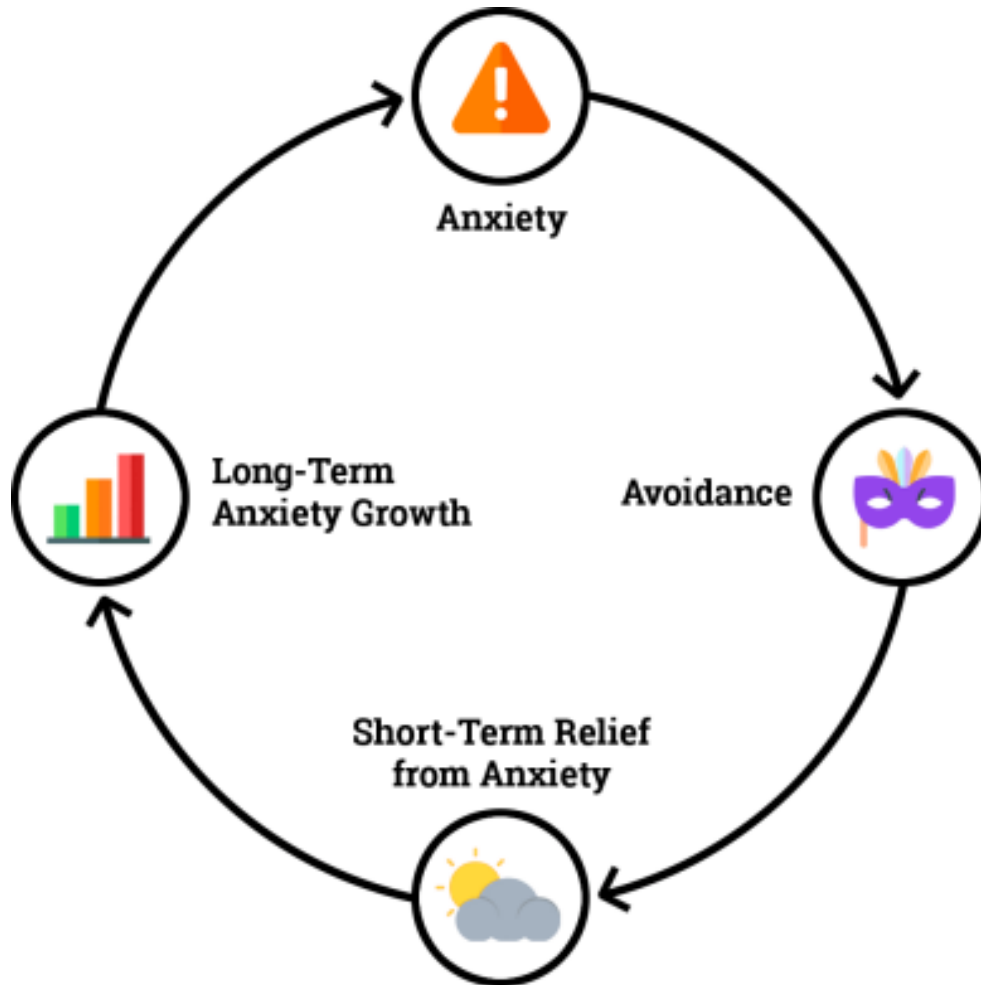 Anxiety
Avoidance
Short-Term Relief
from Anxiety
Long-Term
Anxiety Growth